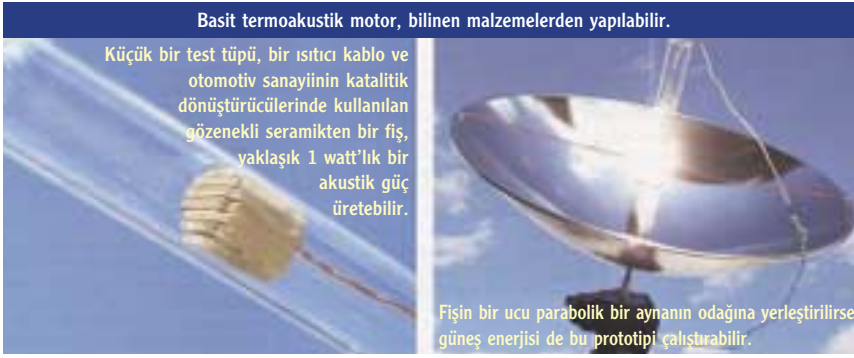 Basit termoakustik motor, bilinen malzemelerden yapılabilir.
Küçük bir test tüpü, bir ısıtıcı kablo ve
otomotiv sanayiinin katalitik
dönüştürücülerinde kullanılan
gözenekli seramikten bir fiş,
yaklaşık 1 watt'lık bir
akustik güç
üretebilir.
Fişin bir ucu parabolik bir aynanın odağına yerleştirilirse
güneş enerjisi de bu prototipi çalıştırabilir.